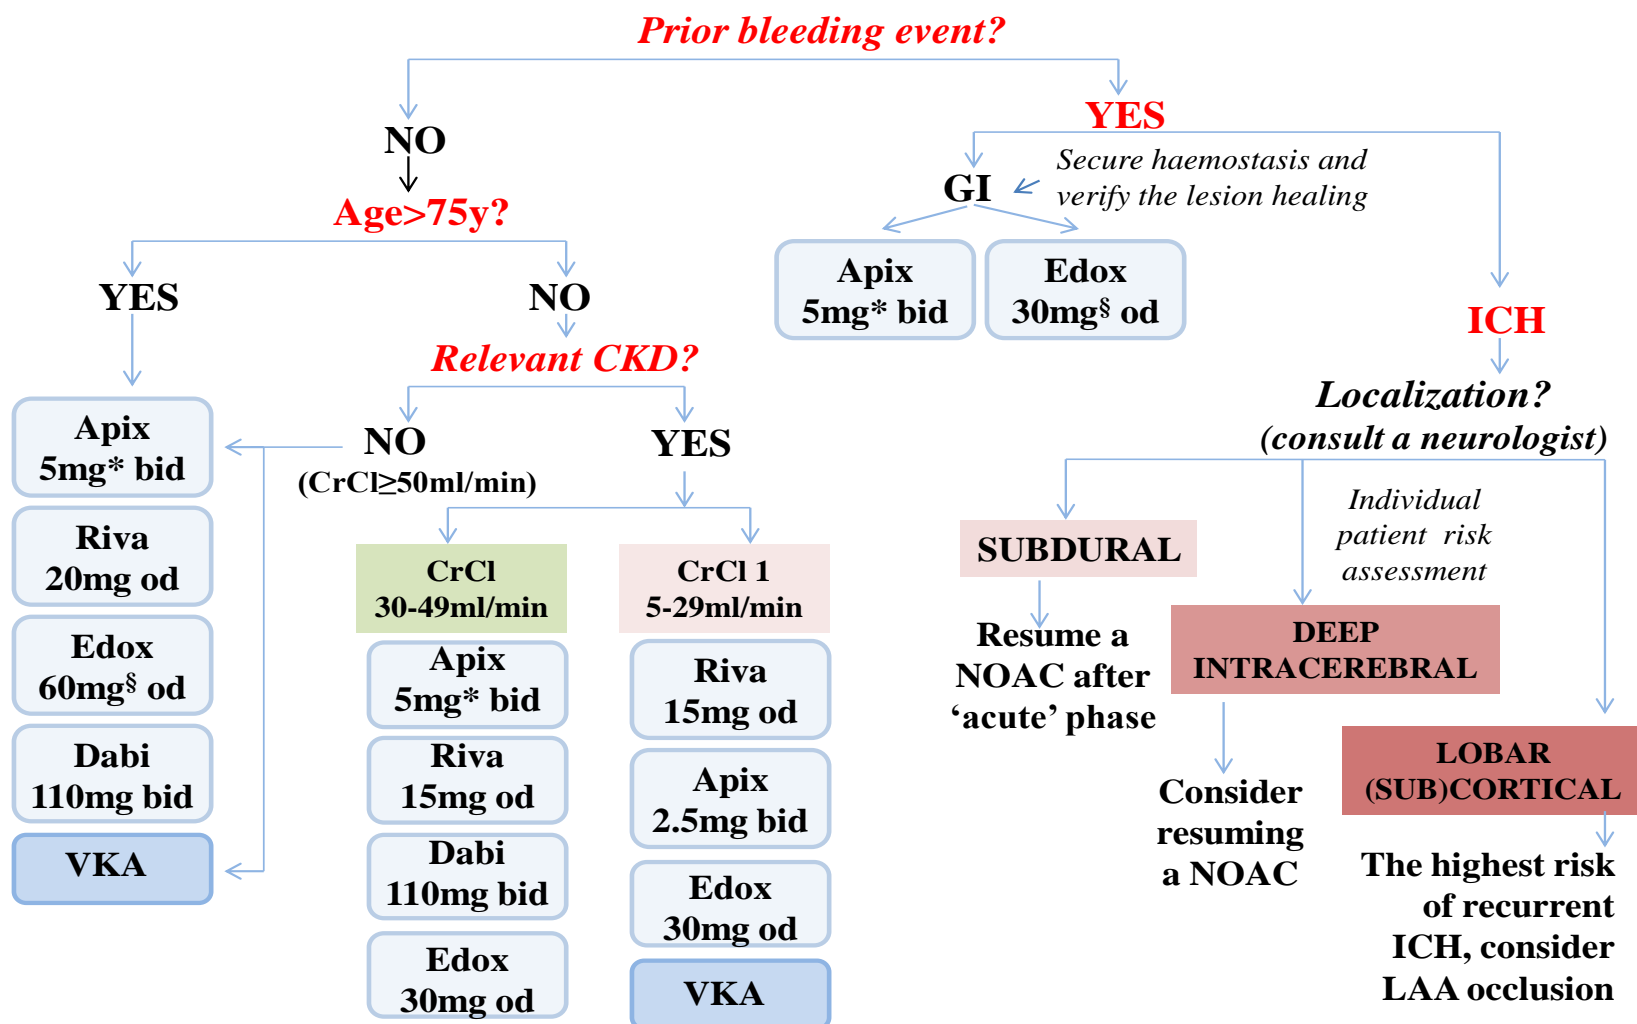 Prior bleeding event?
NO
YES
Age>75y?
YES
NO
Relevant CKD?
NO
(CrCl≥50ml/min)
YES
Apix
5mg* bid
Riva
20mg od
Edox
60mg§ od
Dabi
110mg bid
VKA
CrCl
30-49ml/min
Apix
5mg* bid
Riva
15mg od
Dabi
110mg bid
Edox
30mg od
CrCl 1
5-29ml/min
Riva
15mg od
Apix
2.5mg bid
Edox
30mg od
VKA
GI
Secure haemostasis and
verify the lesion healing
Apix
5mg* bid
Edox
30mg§ od
ICH
Localization?
(consult a neurologist)
Individual
patient risk
assessment
SUBDURAL
Resume a
NOAC after
‘acute’ phase
DEEP
INTRACEREBRAL
Consider
resuming
a NOAC
LOBAR
(SUB)CORTICAL
The highest risk
of recurrent
ICH, consider
LAA occlusion